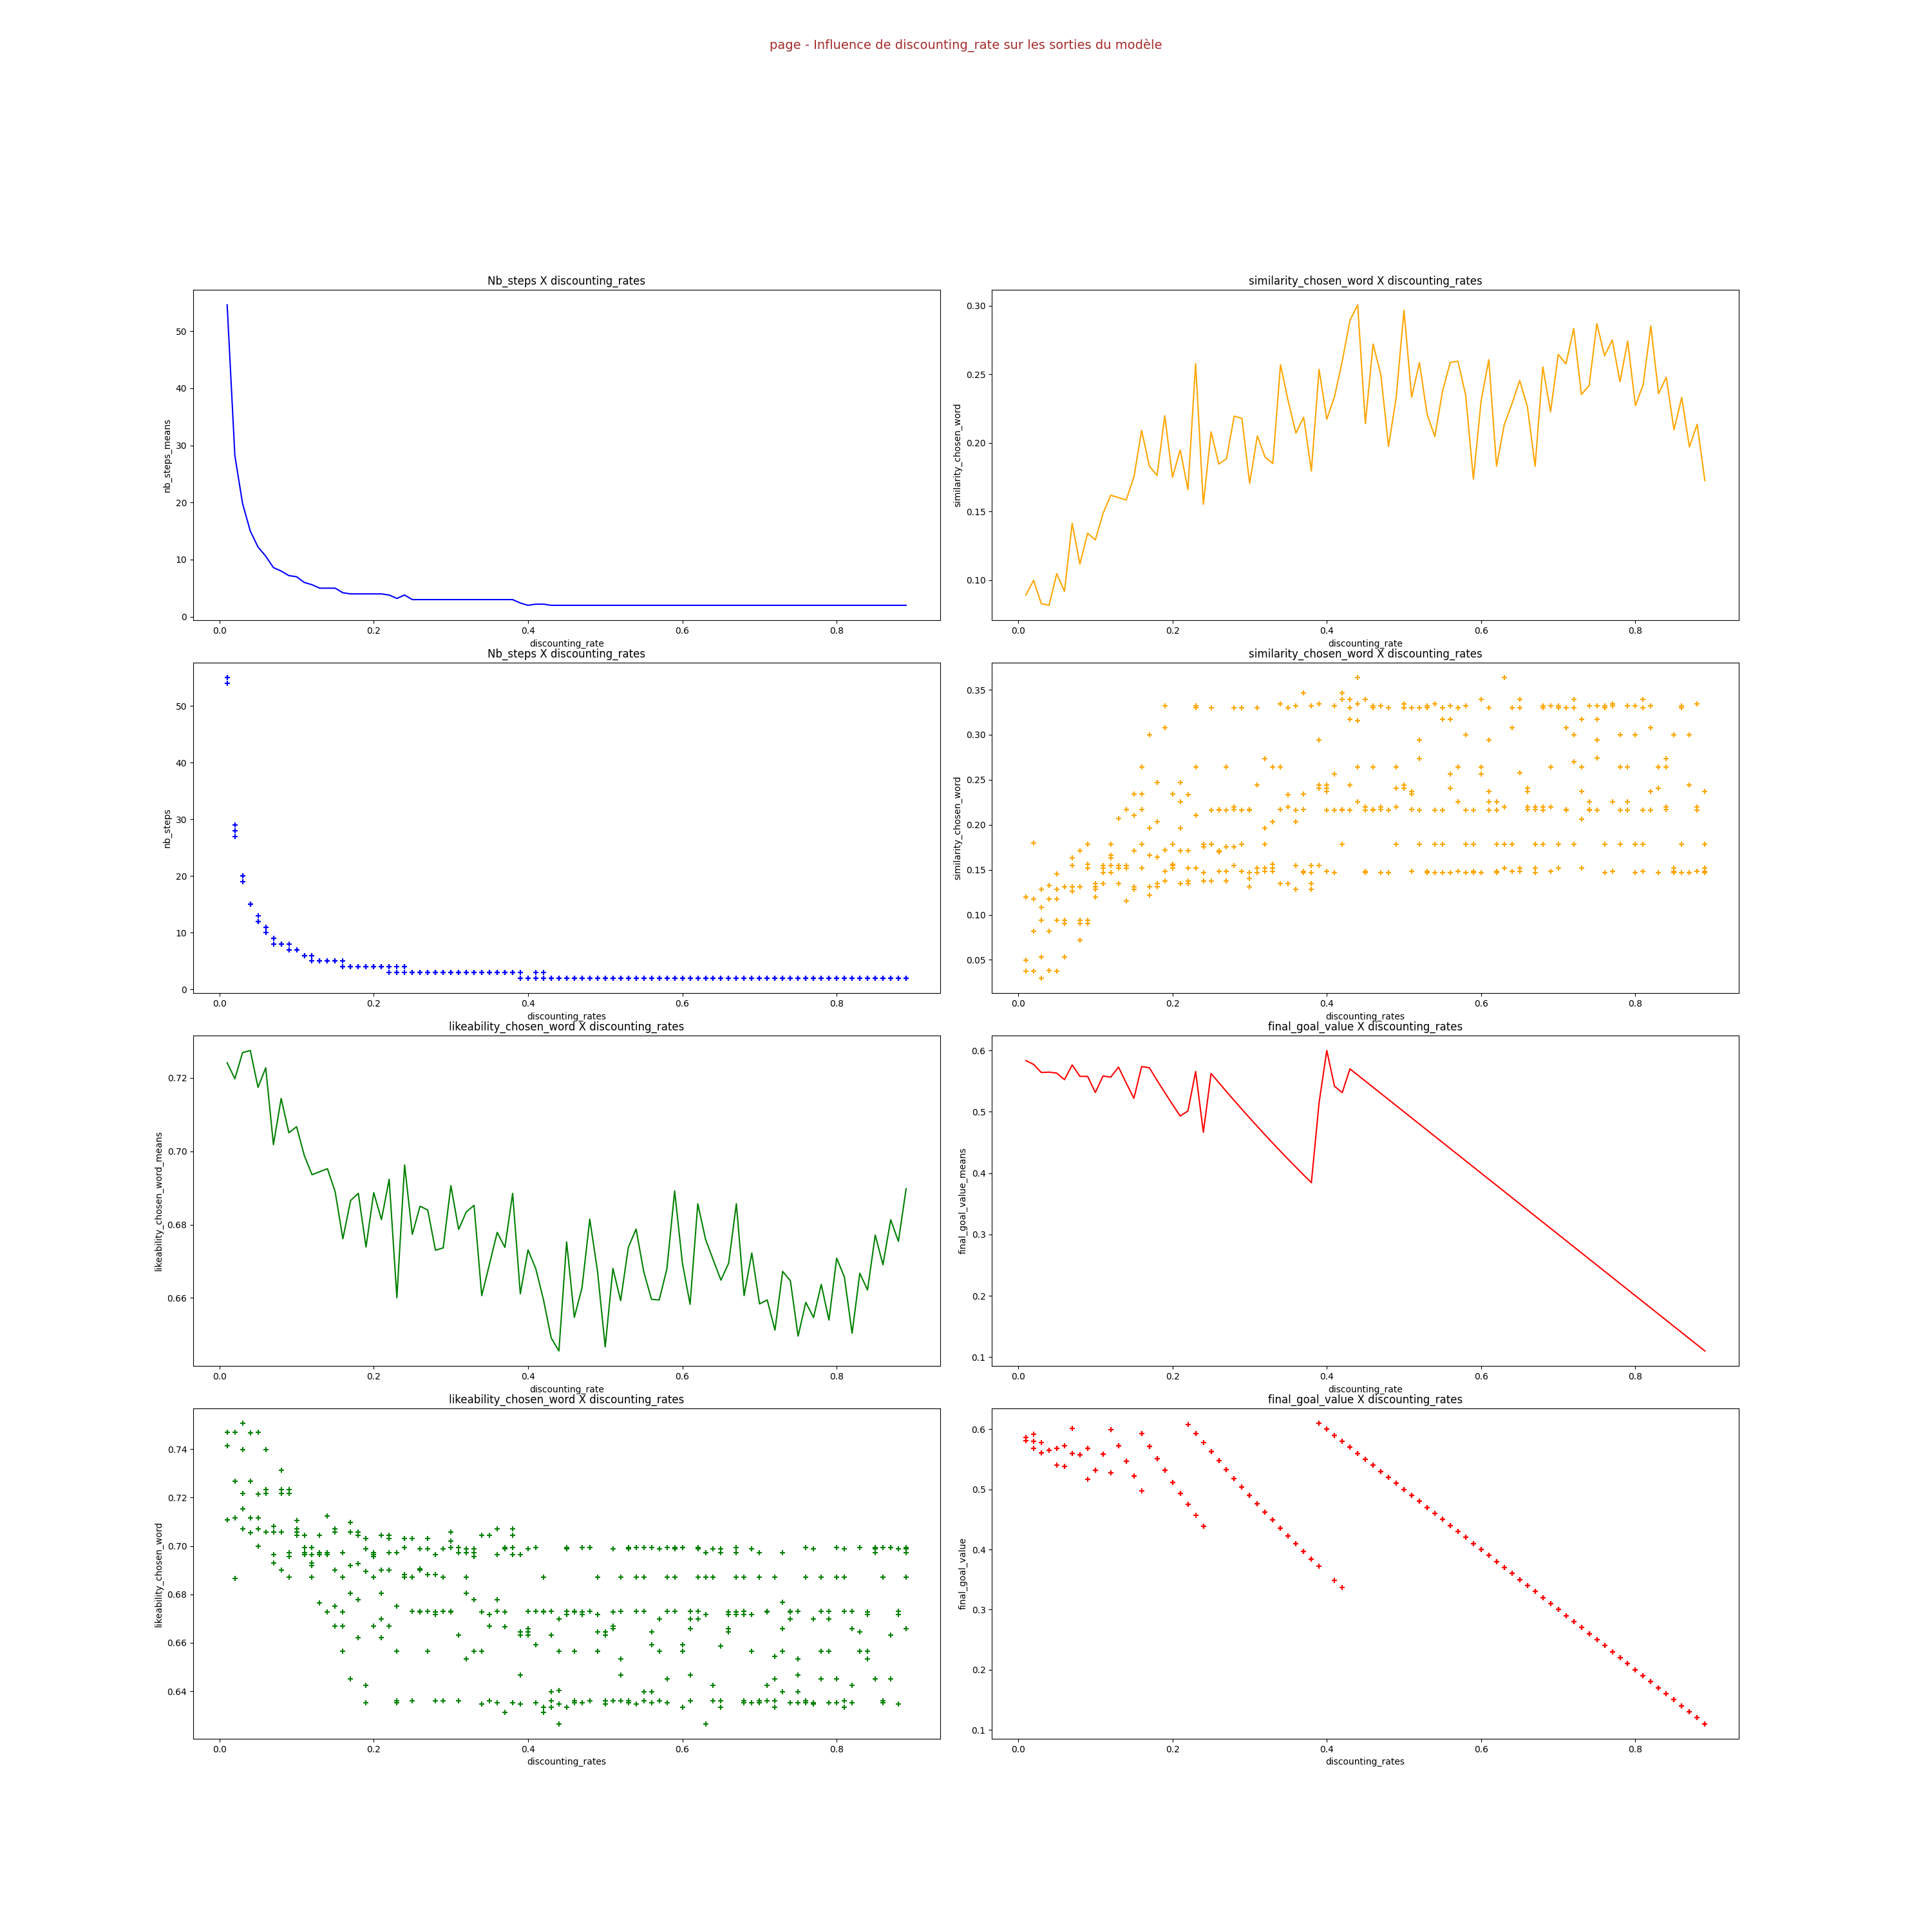 page - Influence de discounting_rate sur les sorties du modèle
Nb_steps X discounting_rates
nb_steps_means
50
40
30
20
10
0
0.0 0.2 0.4 0.6 0.8
discounting_rate
similarity_chosen_word X discounting_rates
similarity_chosen_word
0.30
0.25
0.20
0.15
0.10
0.0 0.2 0.4 0.6 0.8
discounting_rate
Nb_steps X discounting_rates
nb_steps
50
40
30
20
10
0
0.0 0.2 0.4 0.6 0.8
discounting_rates
similarity_chosen_word X discounting_rates
similarity_chosen_word
0.35
0.30
0.25
0.20
0.15
0.10
0.05
0.0 0.2 0.4 0.6 0.8
discounting_rates
likeability_chosen_word X discounting_rates
likeability_chosen_word_means
0.72
0.70
0.68
0.66
0.0 0.2 0.4 0.6 0.8
discounting_rate
final_goal_value X discounting_rates
final_goal_value_means
0.6
0.5
0.4
0.3
0.2
0.1
0.0 0.2 0.4 0.6 0.8
discounting_rate
likeability_chosen_word X discounting_rates
likeability_chosen_word
0.74
0.72
0.70
0.68
0.66
0.64
0.0 0.2 0.4 0.6 0.8
discounting_rates
final_goal_value X discounting_rates
final_goal_value
0.6
0.5
0.4
0.3
0.2
0.1
0.0 0.2 0.4 0.6 0.8
discounting_rates